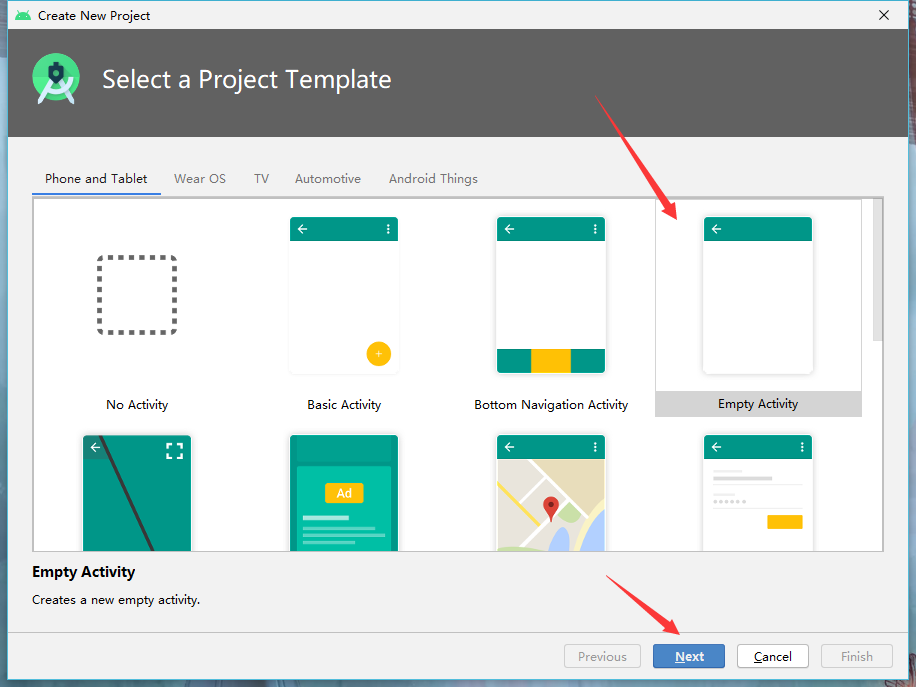 Create New Project
Select a Project Template
Phone and Tablet Wear OS TV Automotive Android Things
No Activity Basic Activity Bottom Navigation Activity Empty Activity
Ad
Empty Activity
Creates a new empty activity.
Previous Next Cancel Finish